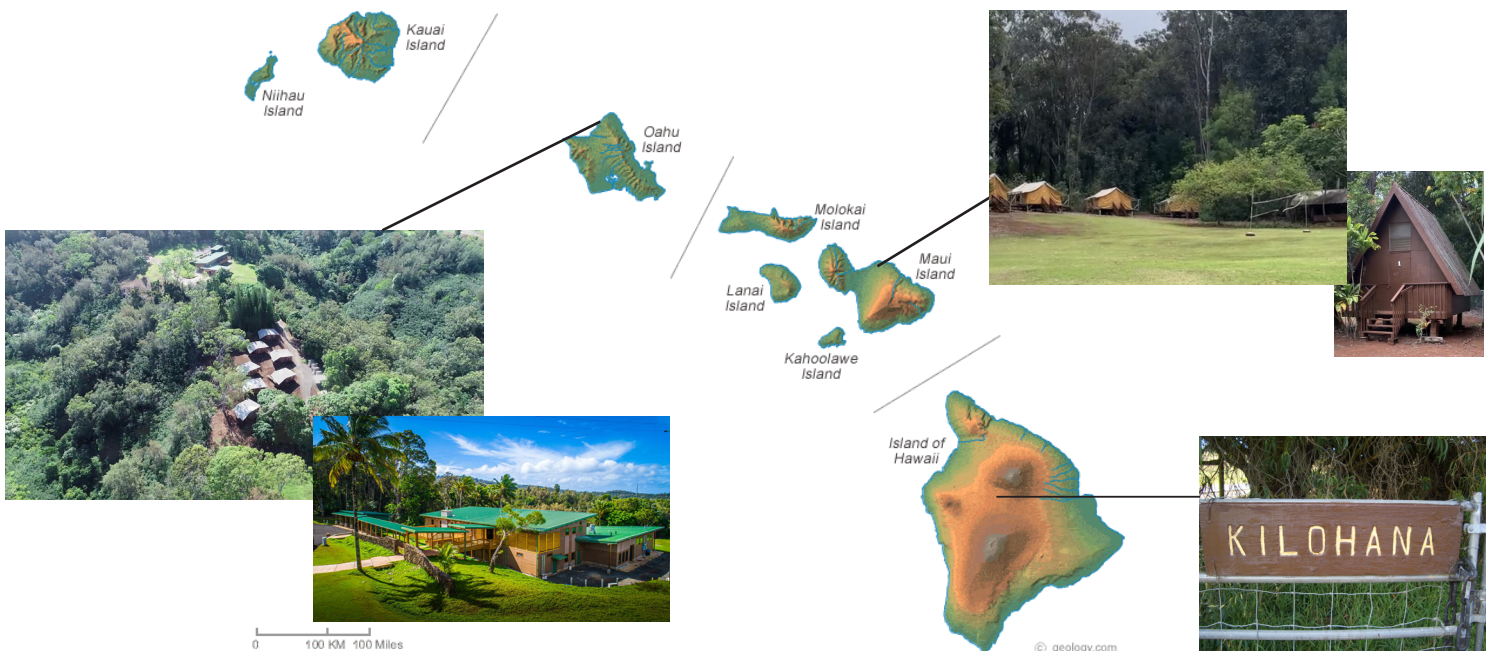 Kauai
Island
Niihau
Island
Oahu
Island
Molokai
Island
Maui
Island
Lanai
Island
Kahoolawe
Island
Island of
Hawaii
1
KILOHANA
0 100 KM 100 Miles
© geology.com